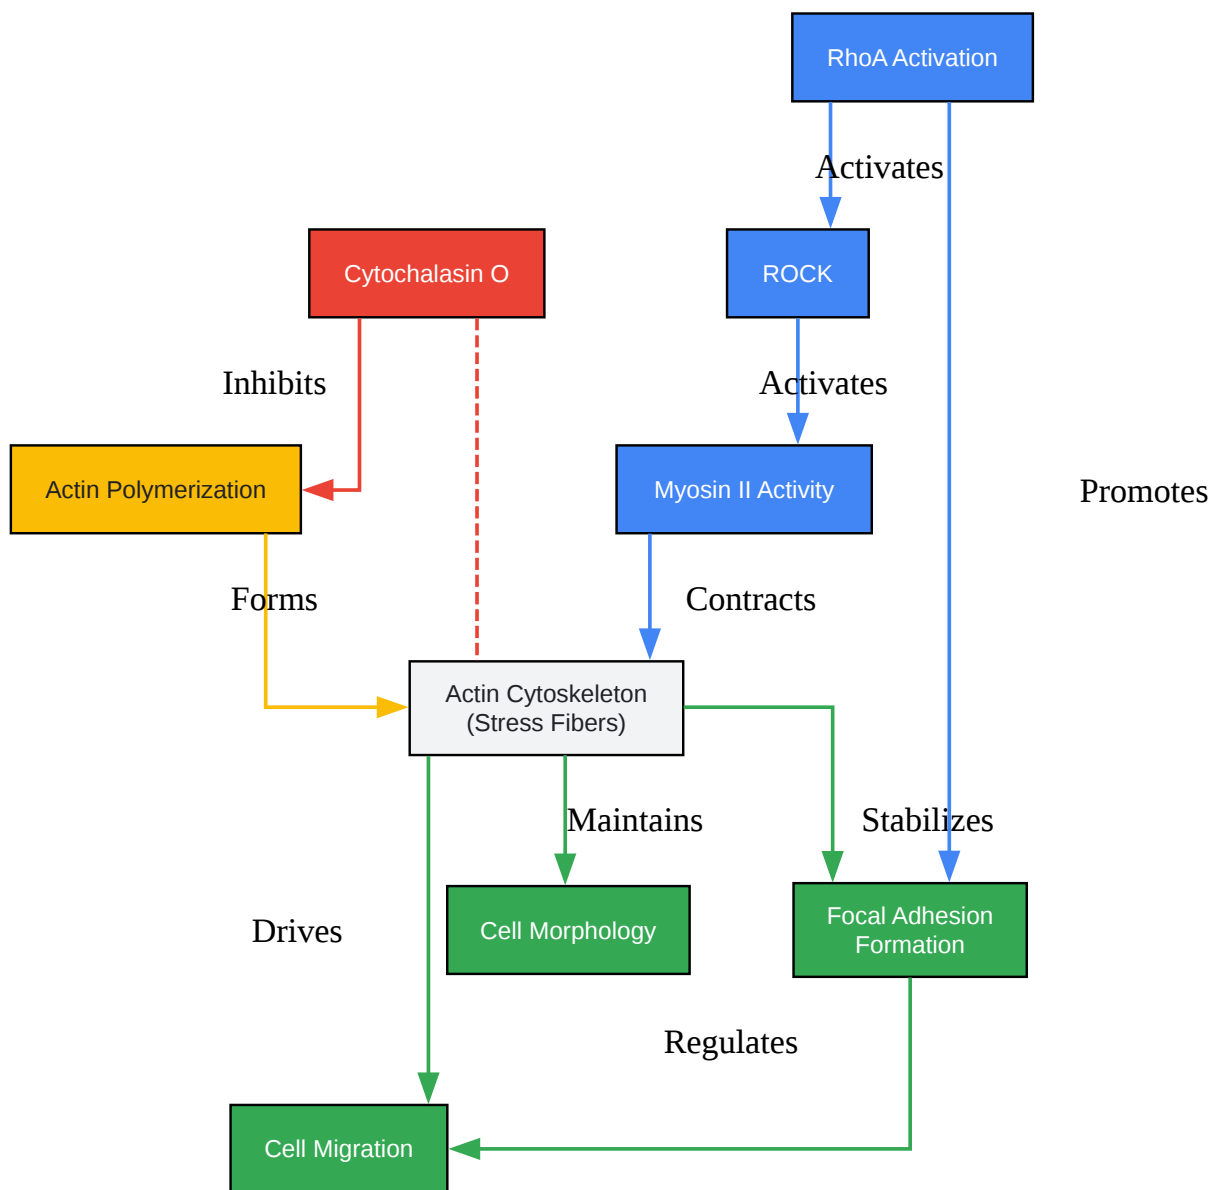 RhoA Activation
Activates
Cytochalasin O
ROCK
Inhibits
Activates
Actin Polymerization
Myosin II Activity
Promotes
Forms
Contracts
Actin Cytoskeleton
(Stress Fibers)
Maintains
Stabilizes
Drives
Cell Morphology
Focal Adhesion
Formation
Regulates
Cell Migration